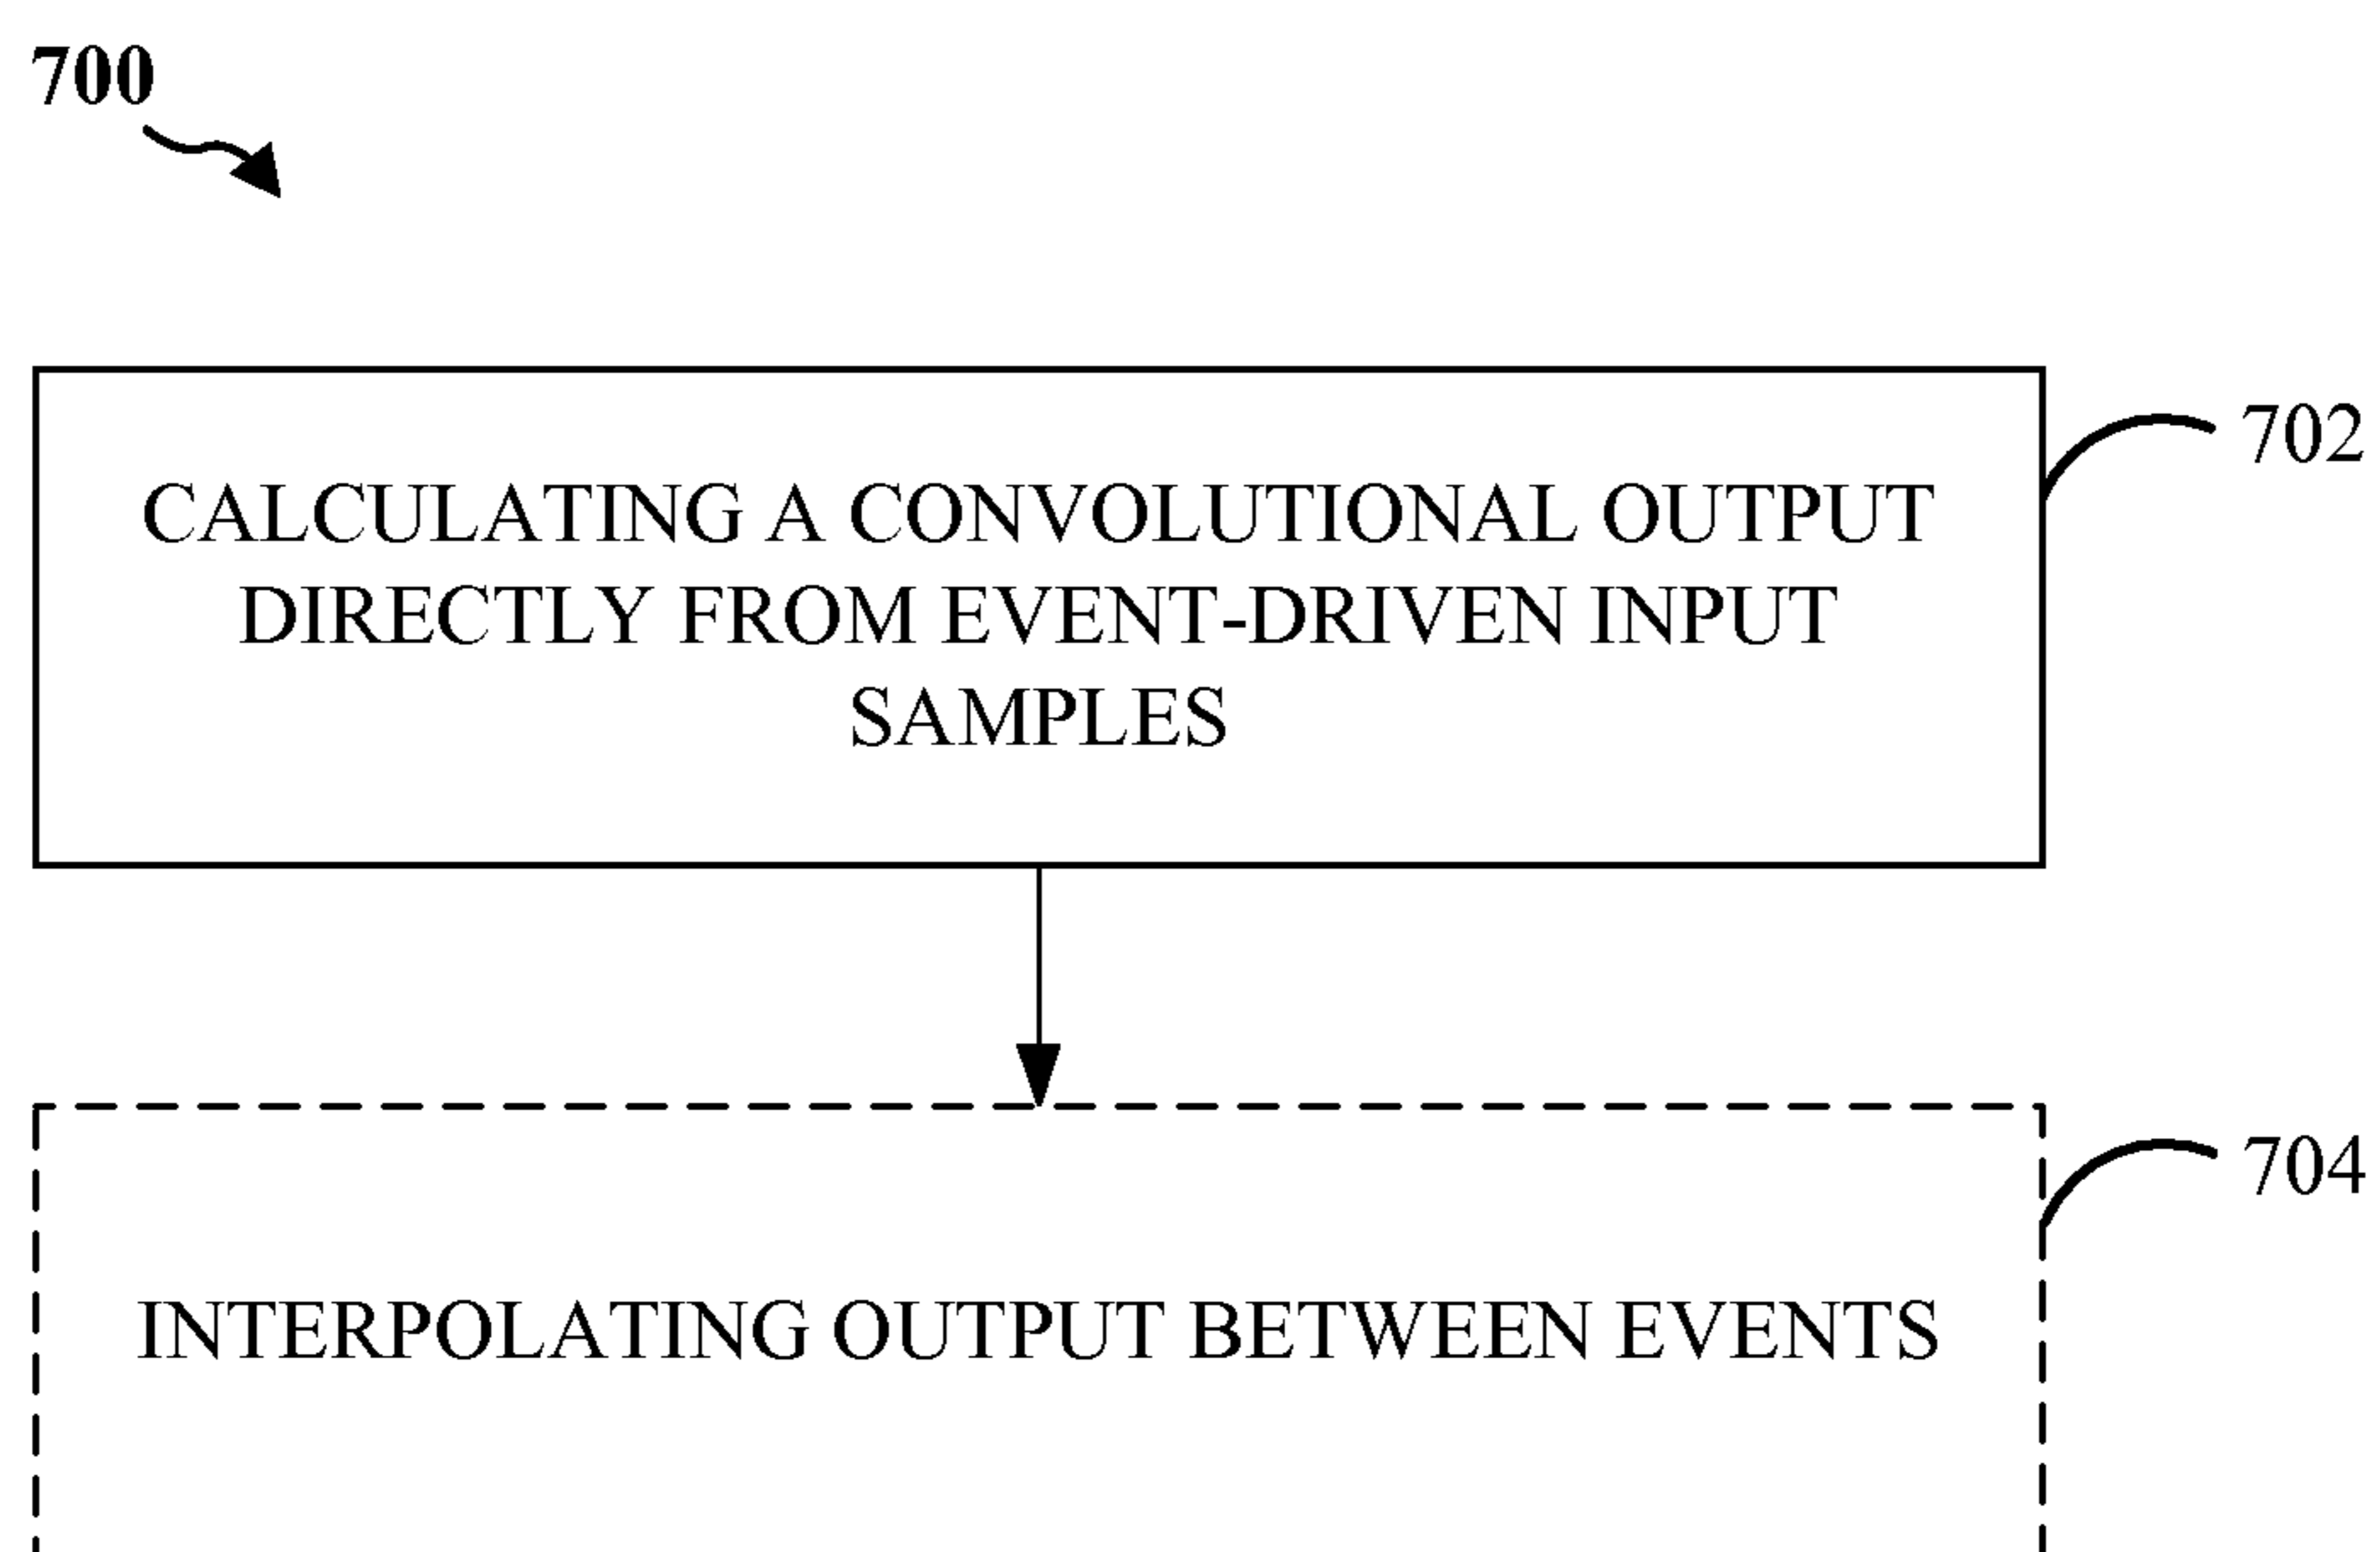 700
702
CALCULATING A CONVOLUTIONAL OUTPUT
DIRECTLY FROM EVENT-DRIVEN INPUT
SAMPLES
704
INTERPOLATING OUTPUT BETWEEN EVENTS